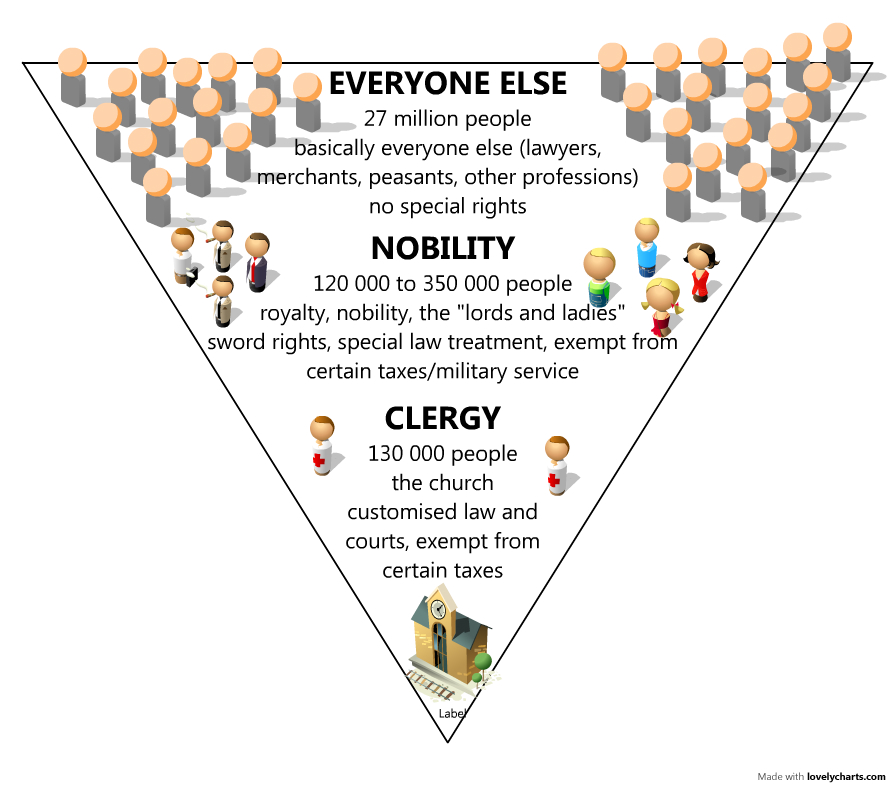 EVERYONE ELSE
27 million people
basically everyone else (lawyers,
merchants, peasants, other professions)
no special rights
NOBILITY
120 000 to 350 000 people
royalty, nobility, the "lords and ladies"
sword rights, special law treatment, exempt from
certain taxes/military service
CLERGY
130 000 people
the church
customised law and
courts, exempt from
certain taxes
Label
Made with lovelycharts.com